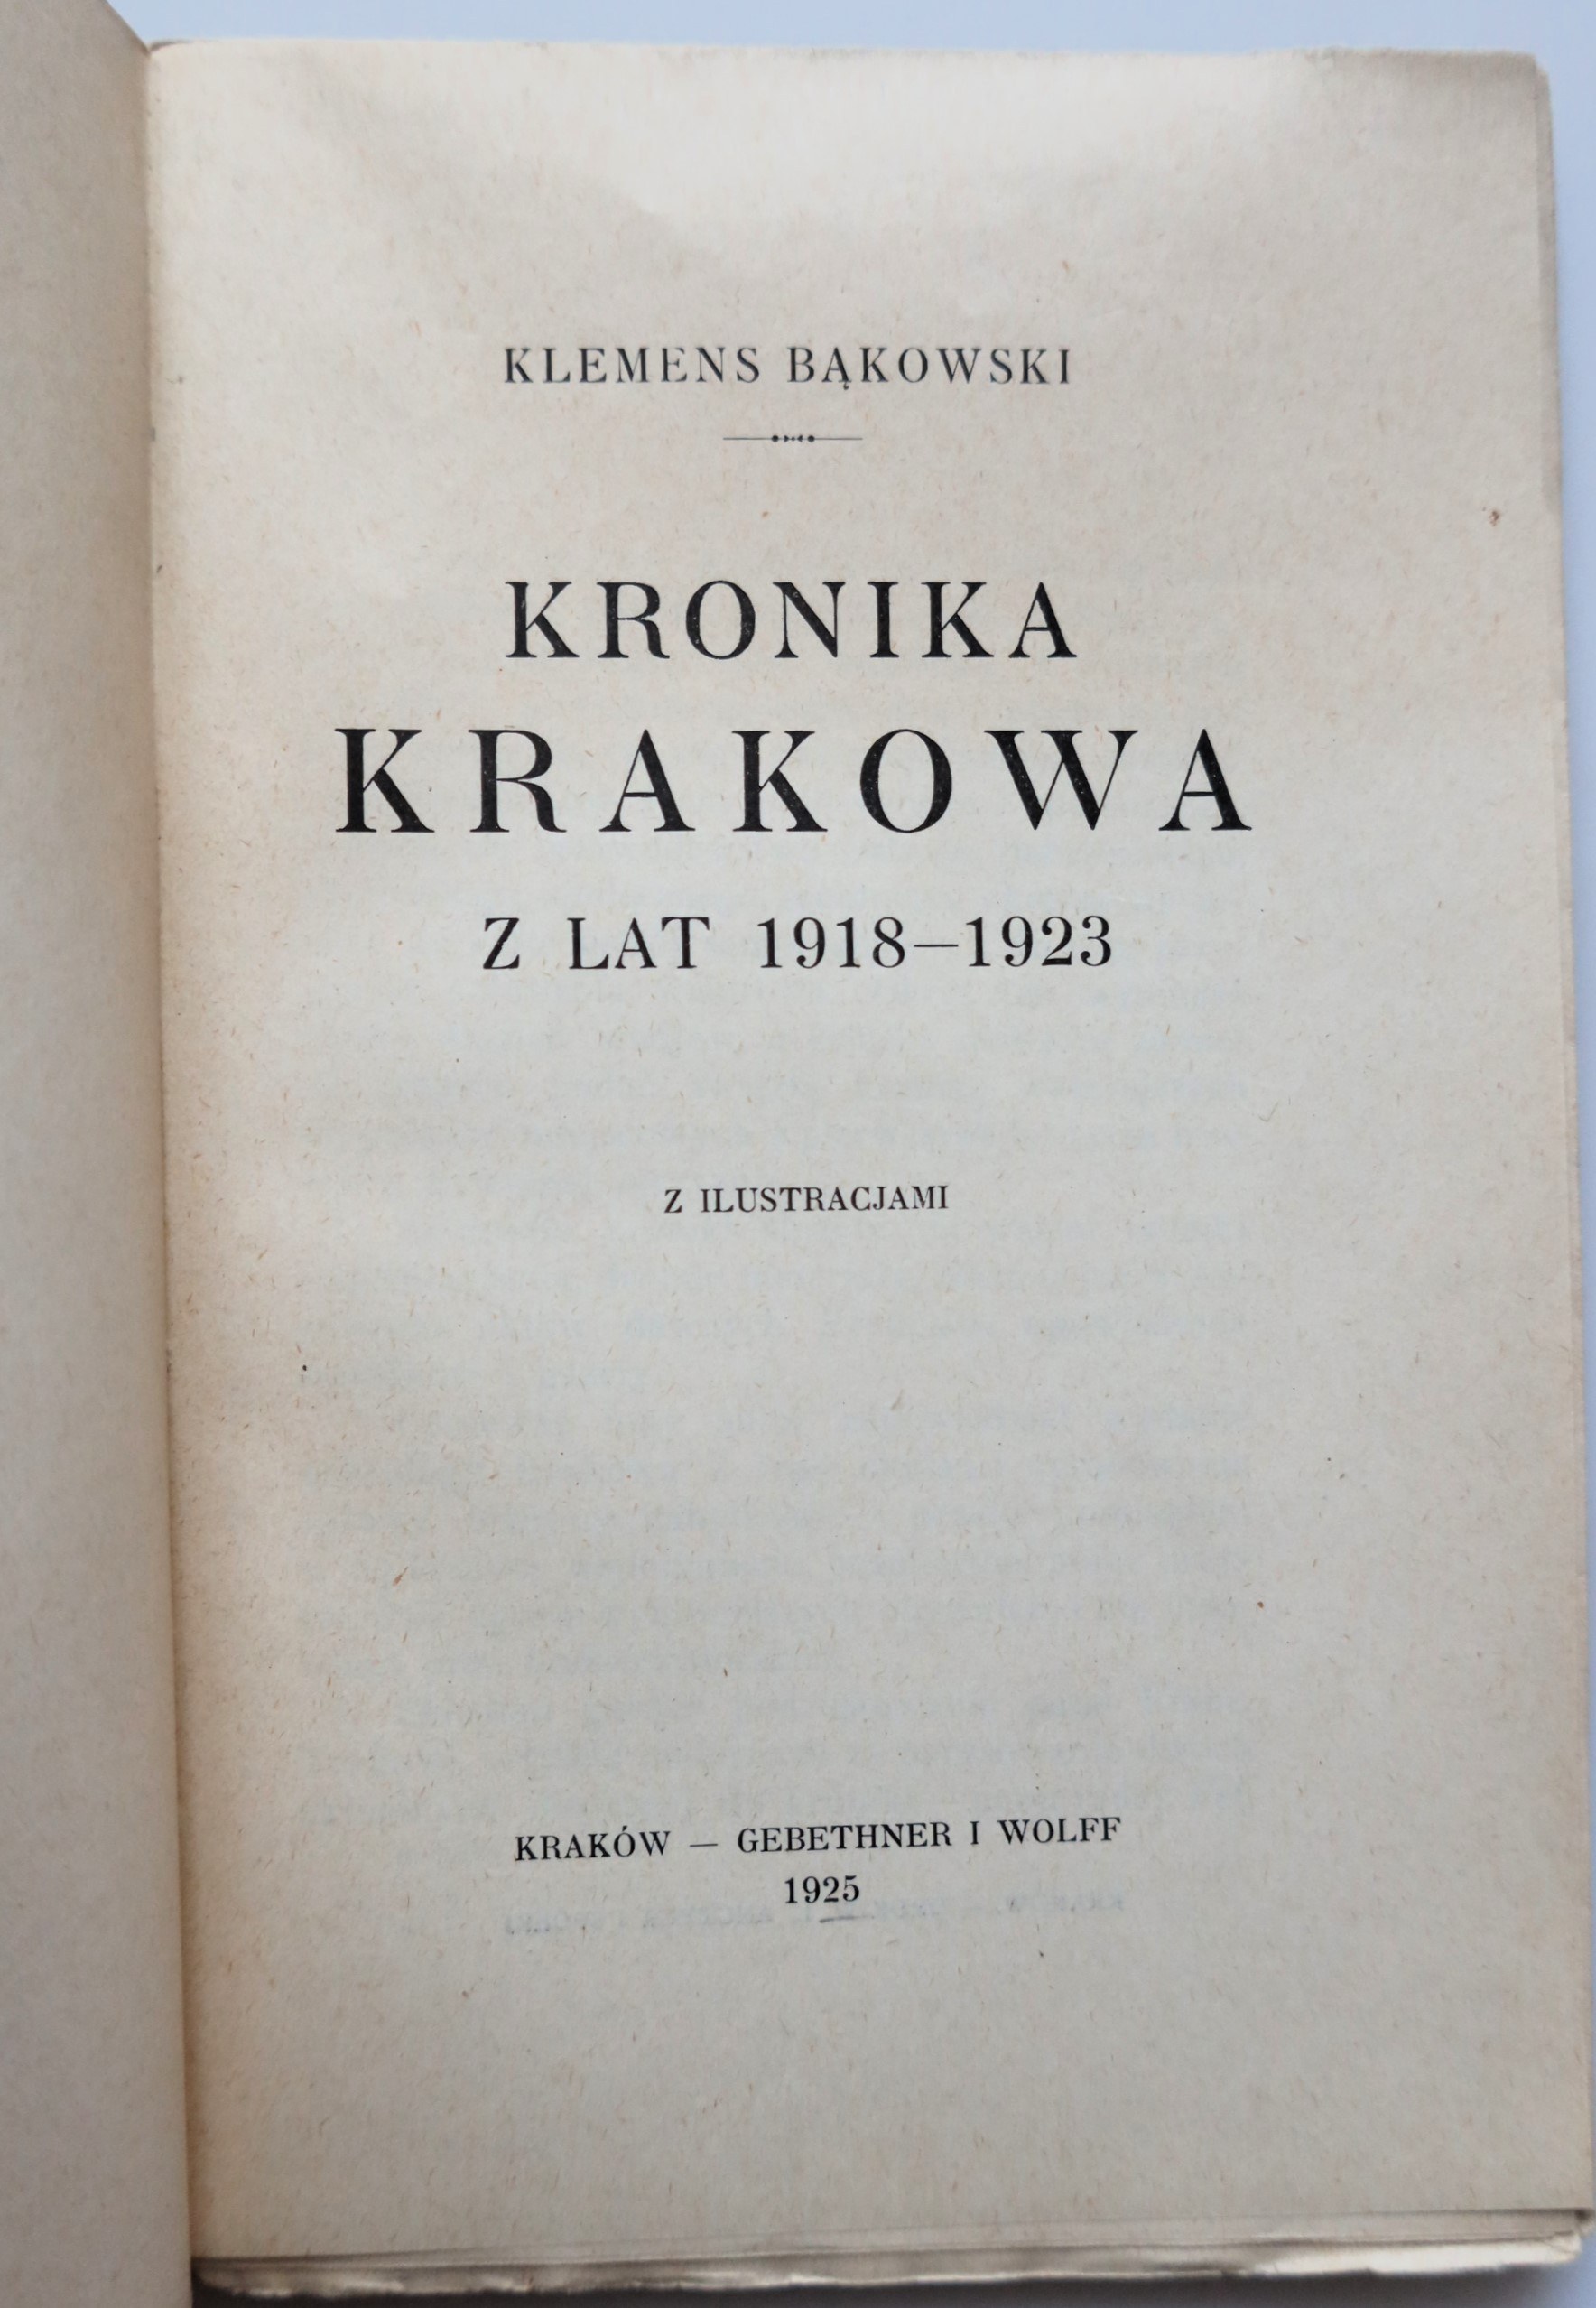 KLEMENS BĄKOWSKI
KRONIKA
KRAKOWA
Z LAT 1918–1923
Z ILUSTRACJAMI
KRAKÓW — GEBETHNER I WOLFF
1925